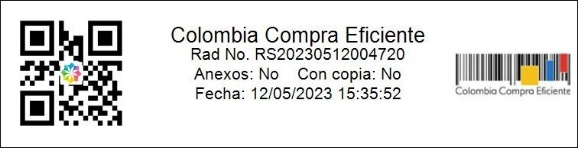 Colombia Compra Eficiente
Rad No. RS20230512004720
Anexos: No Con copia: No
Fecha: 12/05/2023 15:35:52
Colombia Compra Eficiente